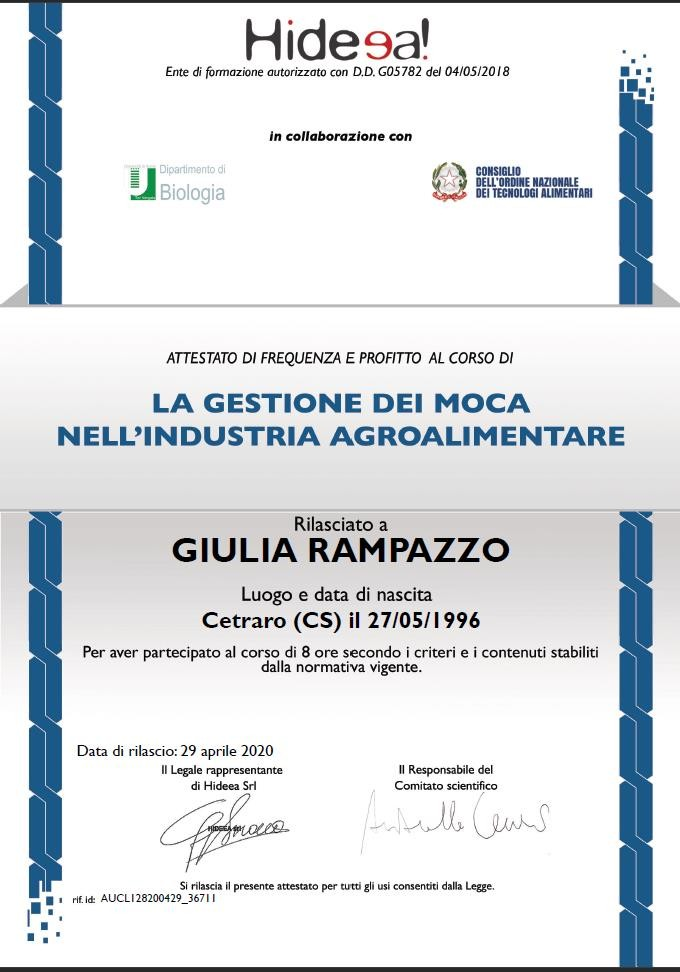 Hideea!
Ente di formazione autorizzato con D.D. G05782 del 04/05/2018
in collaborazione con
Dipartimento di
Biologia
CONSIGLIO
DELL'ORDINE NAZIONALE
DEI TECNOLOGI ALIMENTARI
ATTESTATO DI FREQUENZA E PROFITTO AL CORSO DI
LA GESTIONE DEI MOCA
NELL'INDUSTRIA AGROALIMENTARE
Rilasciato a
GIULIA RAMPAZZO
Luogo e data di nascita
Cetraro (CS) il 27/05/1996
Per aver partecipato al corso di 8 ore secondo i criteri e i contenuti stabiliti
dalla normativa vigente.
Data di rilascio: 29 aprile 2020
Il Legale rappresentante
di Hideea Srl
Il Responsabile del
Comitato scientifico
Si rilascia il presente attestato per tutti gli usi consentiti dalla Legge.
rif. id: AUCL128200429_36711